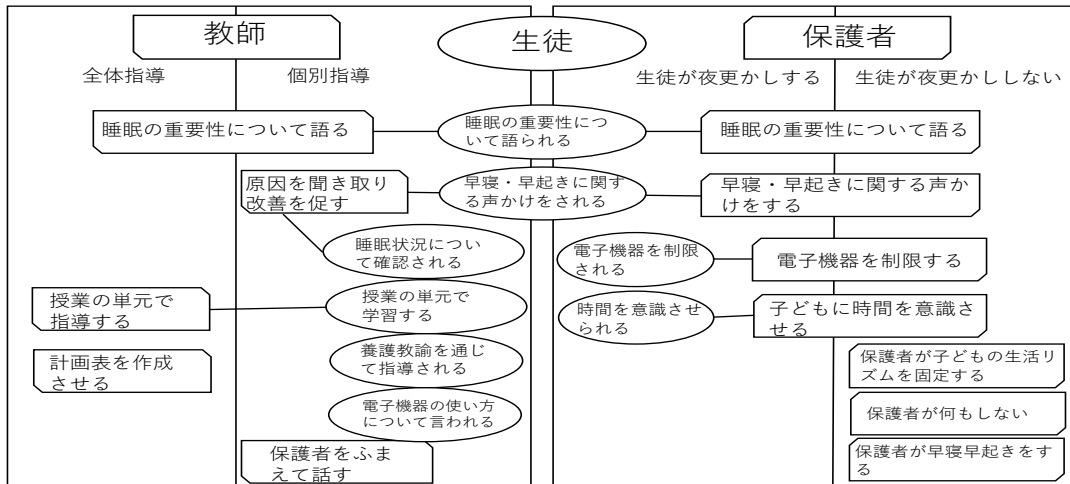 教師
生徒
保護者
全体指導
個別指導
生徒が夜更かしする
生徒が夜更かししない
睡眠の重要性について語る
睡眠の重要性につ
いて語られる
睡眠の重要性について語る
原因を聞き取り
改善を促す
早寝・早起きに関す
る声かけをされる
早寝・早起きに関する声か
けをする
睡眠状況につい
て確認される
電子機器を制限
される
電子機器を制限する
授業の単元で
指導する
授業の単元で
学習する
時間を意識させ
られる
子どもに時間を意識さ
せる
計画表を作成
させる
養護教諭を通じ
て指導される
保護者が子どもの生活リ
ズムを固定する
電子機器の使い方
について言われる
保護者が何もしない
保護者をふま
えて話す
保護者が早寝早起きをす
る